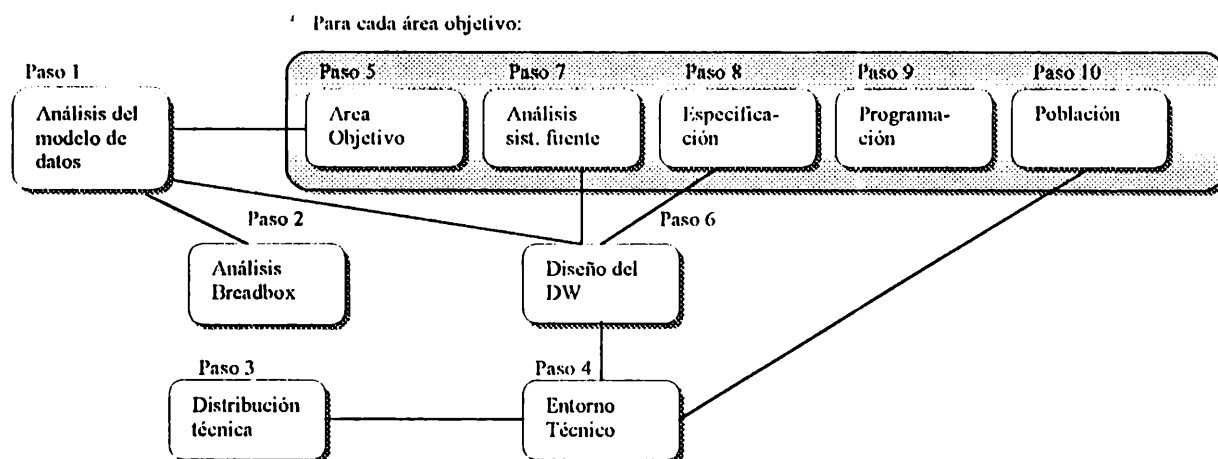 Para cada área objetivo:
Paso 1
Análisis del
modelo de
datos
Paso 5
Area
Objetivo
Paso 7
Análisis
sist. fuente
Paso 8
Especifica-
ción
Paso 9
Programa-
ción
Paso 10
Población
Paso 2
Análisis
Breadbox
Paso 6
Diseño del
DW
Paso 3
Distribución
técnica
Paso 4
Entorno
Técnico